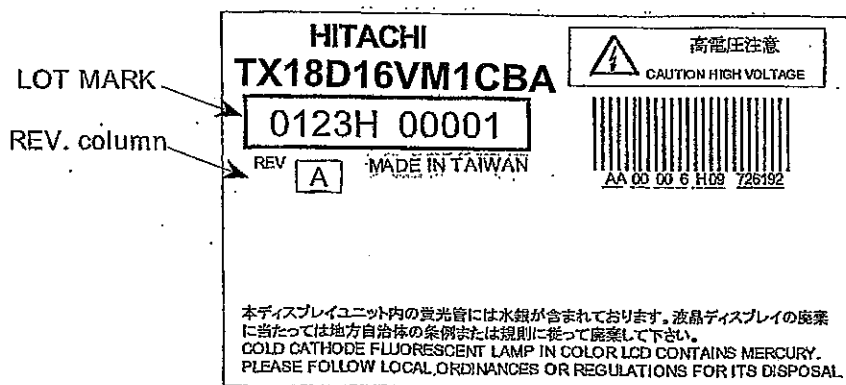 HITACHI
TX18D16VM1CBA
高電圧注意
CAUTION HIGH VOLTAGE
LOT MARK
0123H 00001
REV. column
REV A MADE IN TAIWAN
AA 00 00 6 H09 726192
本ディスプレイユニット内の蛍光管には水銀が含まれております。液晶ディスプレイの廃棄
に当たっては地方自治体の条例または規則に従って廃棄して下さい。
COLD CATHODE FLUORESCENT LAMP IN COLOR LCD CONTAINS MERCURY.
PLEASE FOLLOW LOCAL ORDINANCES OR REGULATIONS FOR ITS DISPOSAL